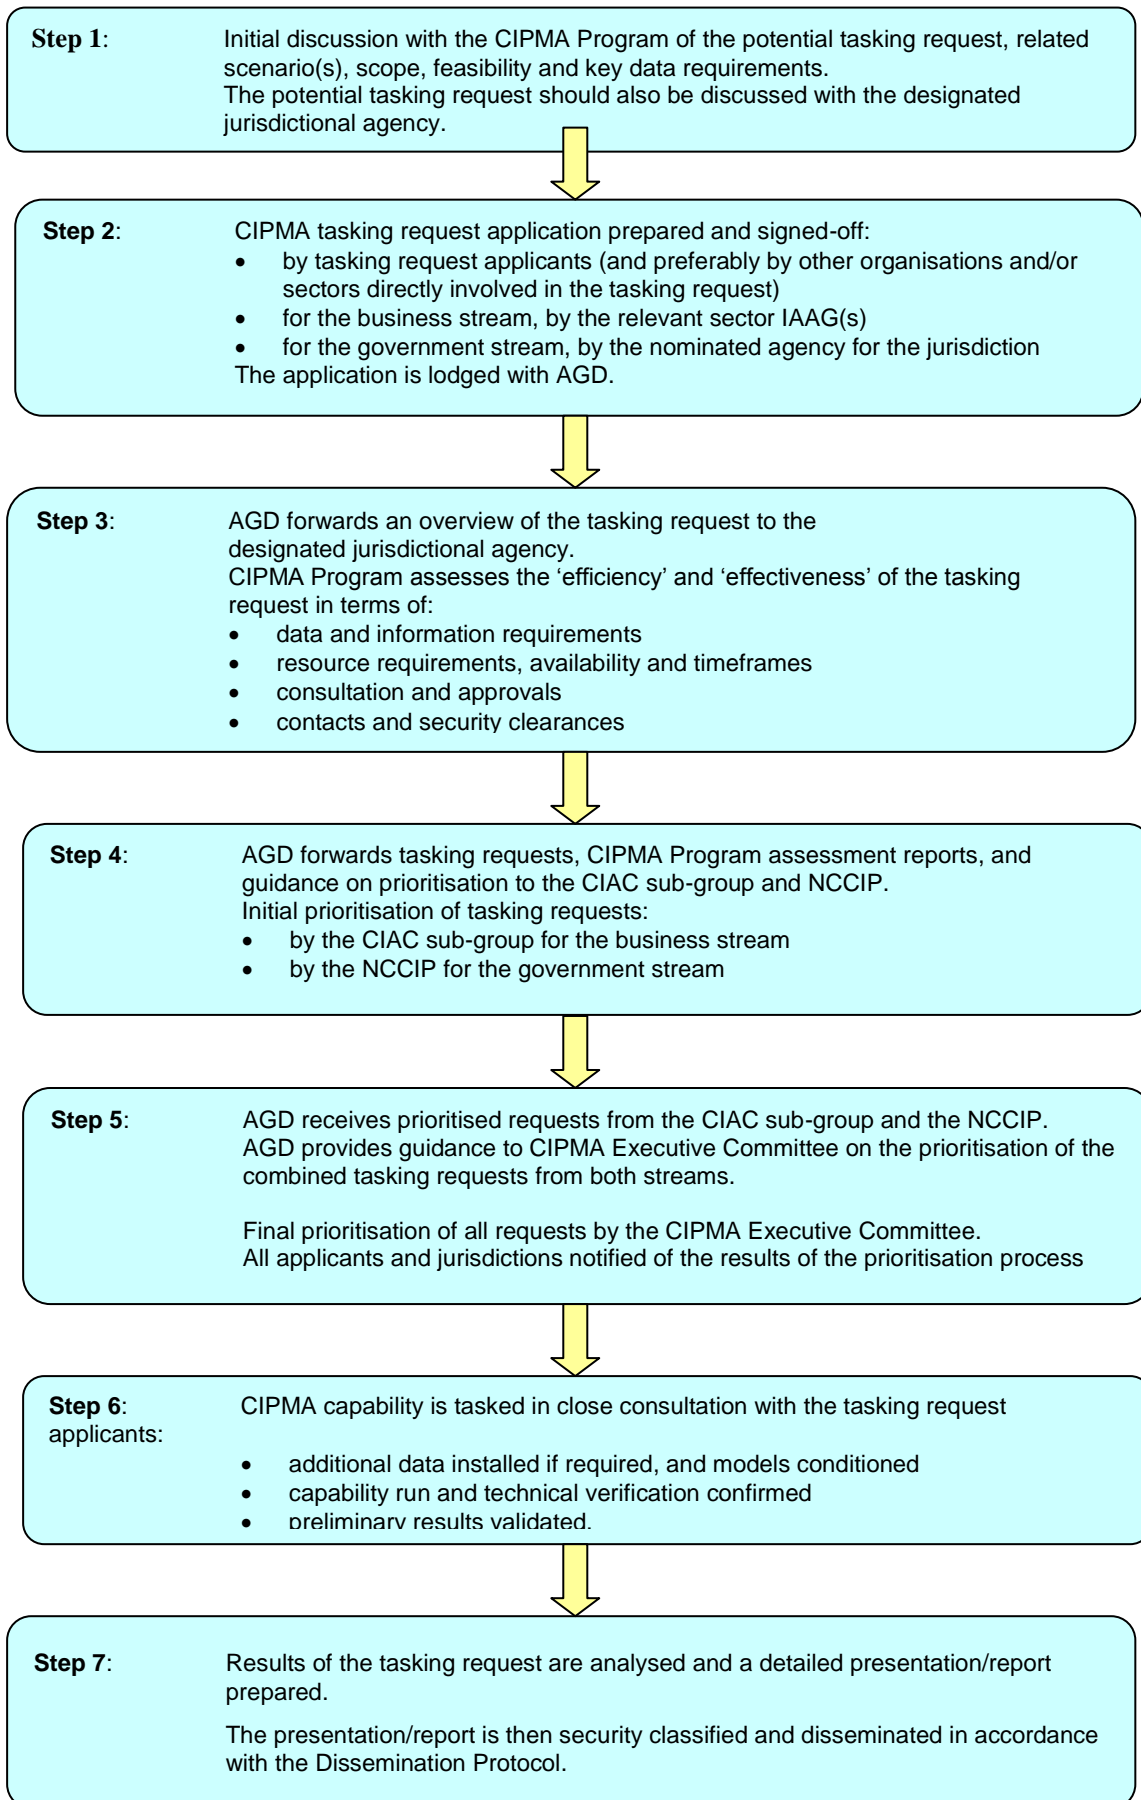 Step 1: Initial discussion with the CIPMA Program of the potential tasking request, related
scenario(s), scope, feasibility and key data requirements.
The potential tasking request should also be discussed with the designated
jurisdictional agency.
Step 2: CIPMA tasking request application prepared and signed-off:
• by tasking request applicants (and preferably by other organisations and/or
sectors directly involved in the tasking request)
• for the business stream, by the relevant sector IAAG(s)
• for the government stream, by the nominated agency for the jurisdiction
The application is lodged with AGD.
Step 3: AGD forwards an overview of the tasking request to the
designated jurisdictional agency.
CIPMA Program assesses the ‘efficiency’ and ‘effectiveness’ of the tasking
request in terms of:
• data and information requirements
• resource requirements, availability and timeframes
• consultation and approvals
• contacts and security clearances
Step 4: AGD forwards tasking requests, CIPMA Program assessment reports, and
guidance on prioritisation to the CIAC sub-group and NCCIP.
Initial prioritisation of tasking requests:
• by the CIAC sub-group for the business stream
• by the NCCIP for the government stream
Step 5: AGD receives prioritised requests from the CIAC sub-group and the NCCIP.
AGD provides guidance to CIPMA Executive Committee on the prioritisation of the
combined tasking requests from both streams.
Final prioritisation of all requests by the CIPMA Executive Committee.
All applicants and jurisdictions notified of the results of the prioritisation process
Step 6: CIPMA capability is tasked in close consultation with the tasking request
applicants:
• additional data installed if required, and models conditioned
• capability run and technical verification confirmed
• preliminary results validated.
Step 7: Results of the tasking request are analysed and a detailed presentation/report
prepared.
The presentation/report is then security classified and disseminated in accordance
with the Dissemination Protocol.